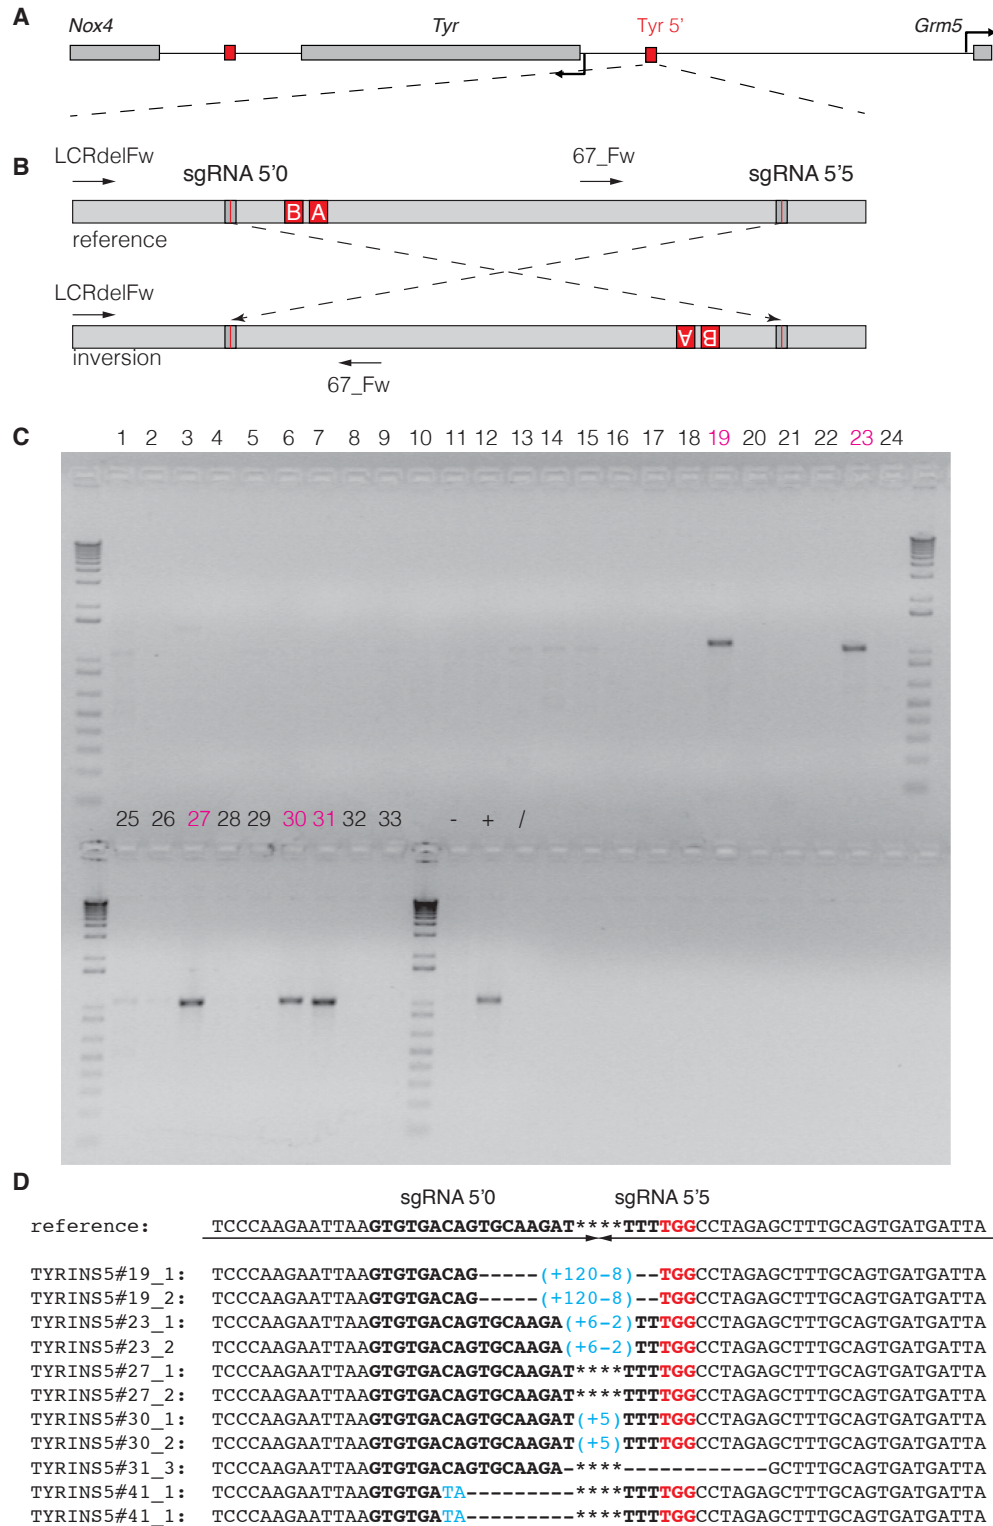 A
Nox4 Tyr Tyr 5' Grm5
B
LCRdelFw 67_Fw
sgRNA 5'0 sgRNA 5'5
B A
reference
LCRdelFw
A B
inversion
67_Fw
C
1 2 3 4 5 6 7 8 9 10 11 12 13 14 15 16 17 18 19 20 21 22 23 24
25 26 27 28 29 30 31 32 33 - + /
D
sgRNA 5'0 sgRNA 5'5
reference: TCCCAAGAATTAAGTGTGACAGTGCAAGAT****TTTTGGCCTAGAGCTTTGCAGTGATGATTA
TYRINS5#19_1: TCCCAAGAATTAAGTGTGACAG-----(+120-8)--TGGCCTAGAGCTTTGCAGTGATGATTA
TYRINS5#19_2: TCCCAAGAATTAAGTGTGACAG-----(+120-8)--TGGCCTAGAGCTTTGCAGTGATGATTA
TYRINS5#23_1: TCCCAAGAATTAAGTGTGACAGTGCAAGA(+6-2)TTTGGCCTAGAGCTTTGCAGTGATGATTA
TYRINS5#23_2 TCCCAAGAATTAAGTGTGACAGTGCAAGA(+6-2)TTTGGCCTAGAGCTTTGCAGTGATGATTA
TYRINS5#27_1: TCCCAAGAATTAAGTGTGACAGTGCAAGAT****TTTTGGCCTAGAGCTTTGCAGTGATGATTA
TYRINS5#27_2: TCCCAAGAATTAAGTGTGACAGTGCAAGAT****TTTTGGCCTAGAGCTTTGCAGTGATGATTA
TYRINS5#30_1: TCCCAAGAATTAAGTGTGACAGTGCAAGAT(+5)TTTTGGCCTAGAGCTTTGCAGTGATGATTA
TYRINS5#30_2: TCCCAAGAATTAAGTGTGACAGTGCAAGAT(+5)TTTTGGCCTAGAGCTTTGCAGTGATGATTA
TYRINS5#31_3: TCCCAAGAATTAAGTGTGACAGTGCAAGA-****------------GCTTTGCAGTGATGATTA
TYRINS5#41_1: TCCCAAGAATTAAGTGTGATA---------****TTTTGGCCTAGAGCTTTGCAGTGATGATTA
TYRINS5#41_1: TCCCAAGAATTAAGTGTGATA---------****TTTTGGCCTAGAGCTTTGCAGTGATGATTA